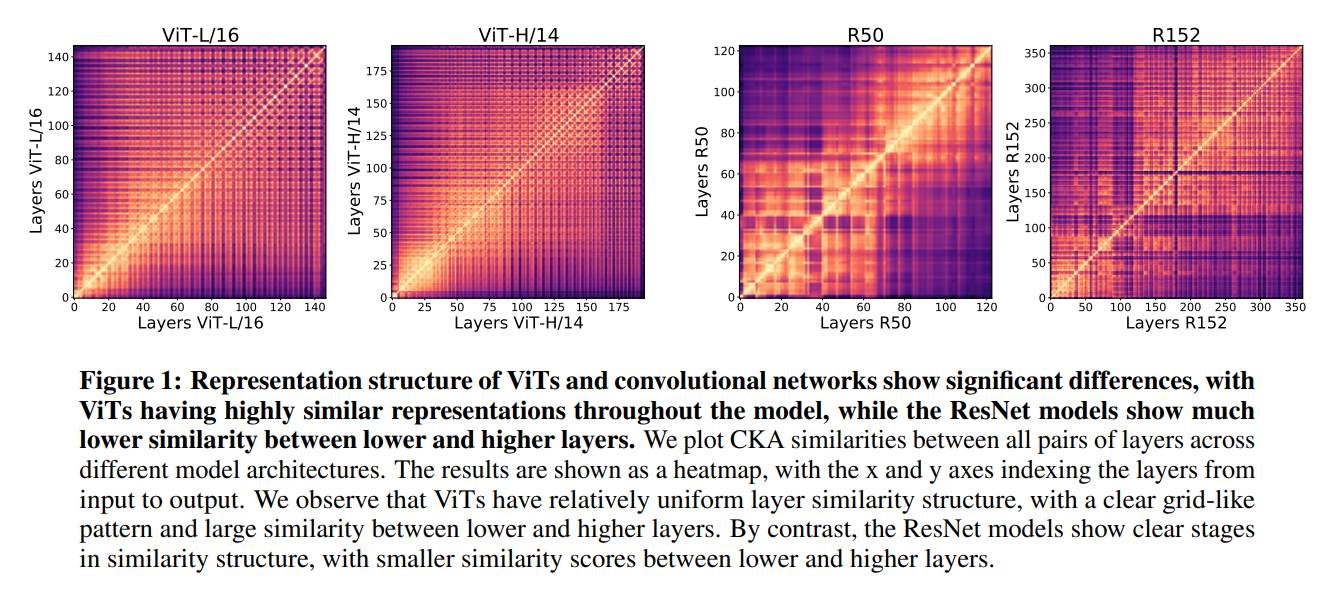 ViT-L/16
ViT-H/14
R50
R152
Layers ViT-L/16
140
120
100
80
60
40
20
0
0 20 40 60 80 100 120 140
Layers ViT-L/16
Layers ViT-H/14
175
150
125
100
75
50
25
0
0 25 50 75 100 125 150 175
Layers ViT-H/14
Layers R50
120
100
80
60
40
20
0
0 20 40 60 80 100 120
Layers R50
Layers R152
350
300
250
200
150
100
50
0
0 50 100 150 200 250 300 350
Layers R152
Figure 1: Representation structure of ViTs and convolutional networks show significant differences, with
ViTs having highly similar representations throughout the model, while the ResNet models show much
lower similarity between lower and higher layers. We plot CKA similarities between all pairs of layers across
different model architectures. The results are shown as a heatmap, with the x and y axes indexing the layers from
input to output. We observe that ViTs have relatively uniform layer similarity structure, with a clear grid-like
pattern and large similarity between lower and higher layers. By contrast, the ResNet models show clear stages
in similarity structure, with smaller similarity scores between lower and higher layers.